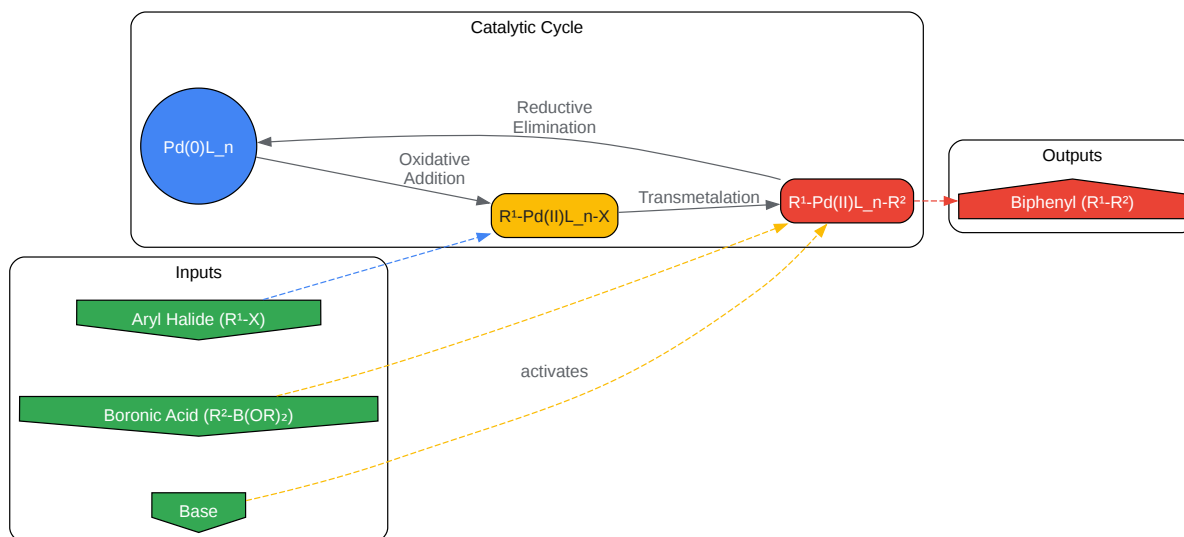 Catalytic Cycle
Pd(0)L_n
Reductive
Elimination
Oxidative
Addition
R¹-Pd(II)L_n-X
Transmetalation
R¹-Pd(II)L_n-R²
Outputs
Biphenyl (R¹-R²)
Inputs
Aryl Halide (R¹-X)
Boronic Acid (R²-B(OR)₂)
activates
Base